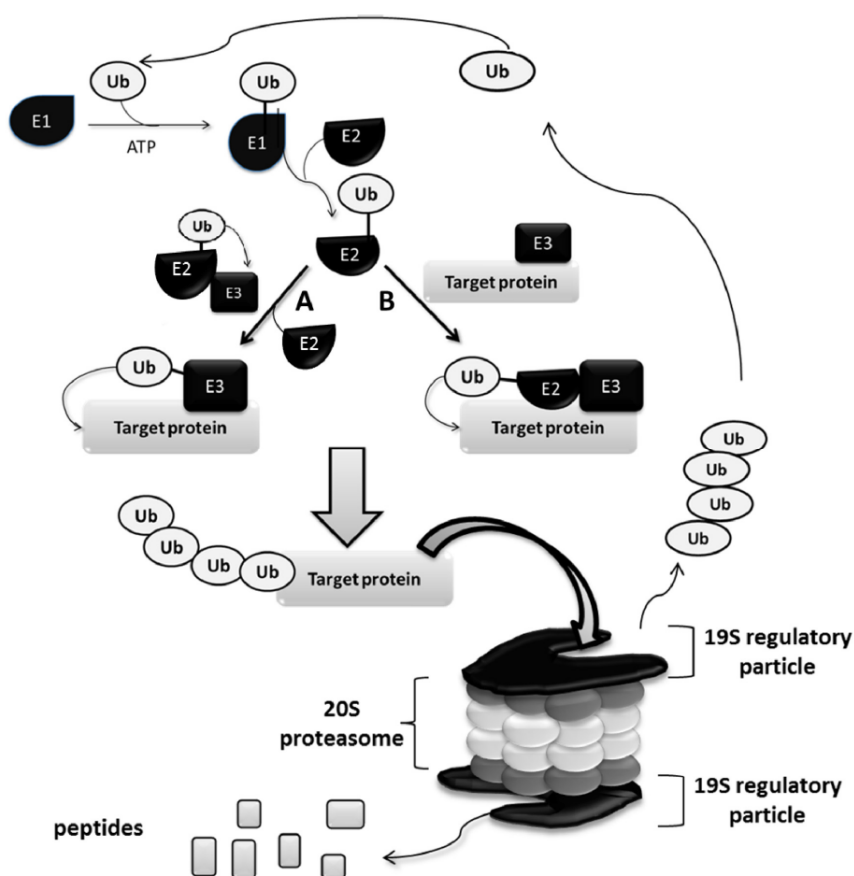 Ub
Ub
Ub
E1
E1
E2
ATP
Ub
Ub
E3
E2
E2
Target protein
E3
A
B
E2
Ub
E3
Ub
E2
E3
Target protein
Target protein
Ub
Ub
Ub
Ub
Ub
Ub
Ub
Ub
Target protein
19S regulatory
particle
20S
proteasome
19S regulatory
particle
peptides